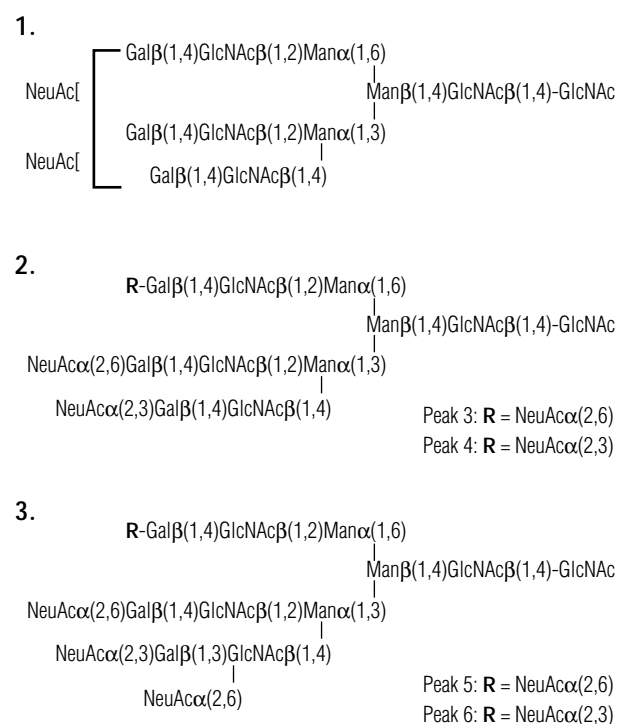 1.
Galβ(1,4)GlcNAcβ(1,2)Manα(1,6)
NeuAc[
Manβ(1,4)GlcNAcβ(1,4)-GlcNAc
Galβ(1,4)GlcNAcβ(1,2)Manα(1,3)
NeuAc[
Galβ(1,4)GlcNAcβ(1,4)
2.
R-Galβ(1,4)GlcNAcβ(1,2)Manα(1,6)
Manβ(1,4)GlcNAcβ(1,4)-GlcNAc
NeuAcα(2,6)Galβ(1,4)GlcNAcβ(1,2)Manα(1,3)
NeuAcα(2,3)Galβ(1,4)GlcNAcβ(1,4)
Peak 3: R = NeuAcα(2,6)
Peak 4: R = NeuAcα(2,3)
3.
R-Galβ(1,4)GlcNAcβ(1,2)Manα(1,6)
Manβ(1,4)GlcNAcβ(1,4)-GlcNAc
NeuAcα(2,6)Galβ(1,4)GlcNAcβ(1,2)Manα(1,3)
NeuAcα(2,3)Galβ(1,3)GlcNAcβ(1,4)
NeuAcα(2,6)
Peak 5: R = NeuAcα(2,6)
Peak 6: R = NeuAcα(2,3)